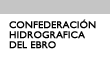 CONFEDERACIÓN
HIDROGRAFICA
DEL EBRO